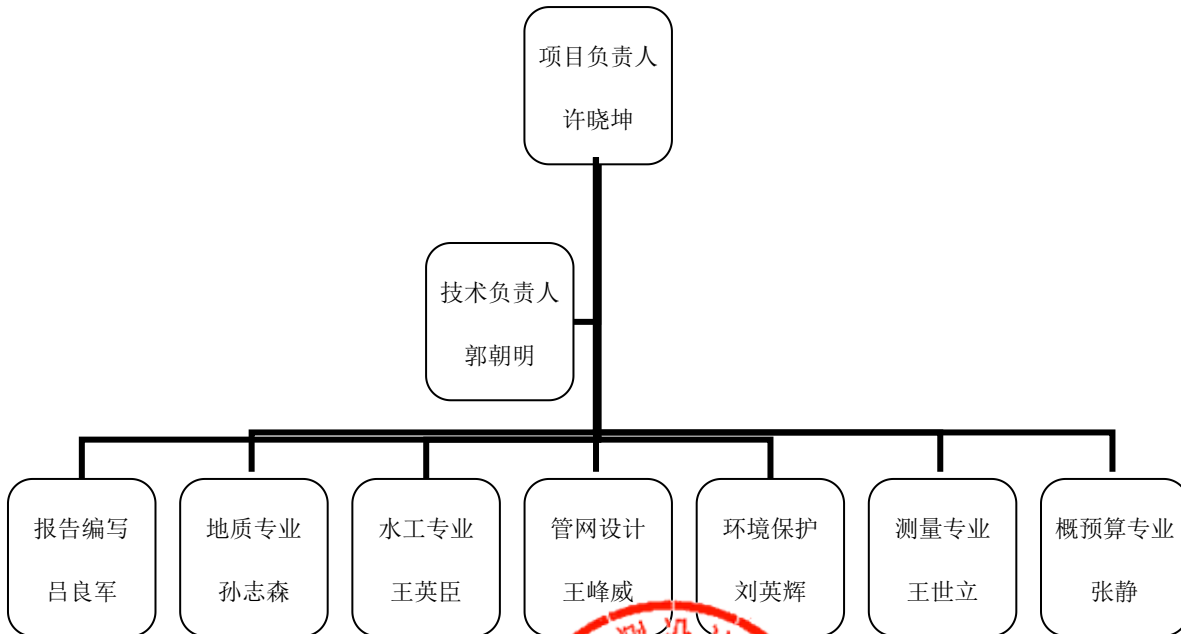 项目负责人
许晓坤
技术负责人
郭朝明
报告编写
吕良军
地质专业
孙志森
水工专业
王英臣
管网设计
王峰威
环境保护
刘英辉
测量专业
王世立
概预算专业
张静
测设